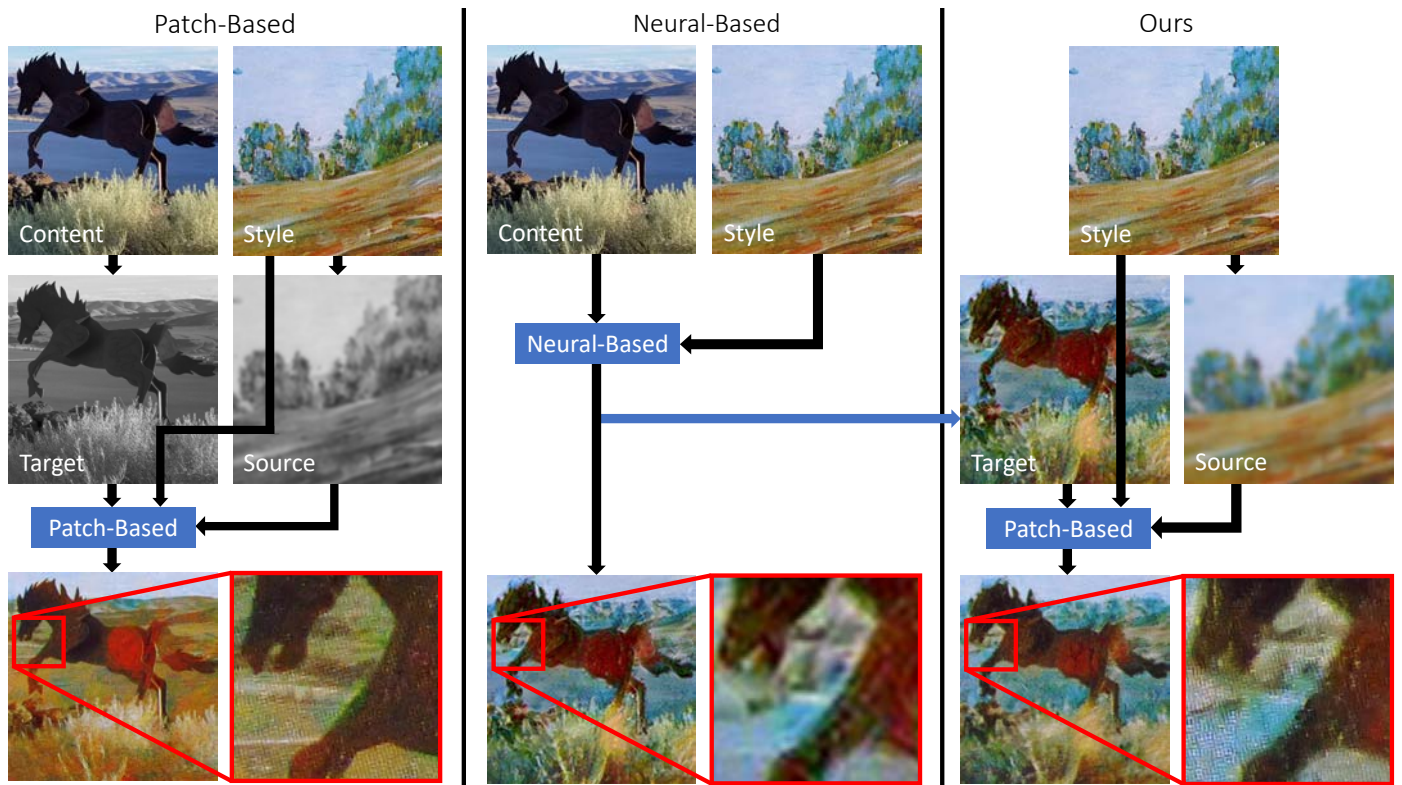 Patch-Based
Content
Style
Target
Source
Patch-Based
Neural-Based
Content
Style
Neural-Based
Ours
Style
Target
Source
Patch-Based